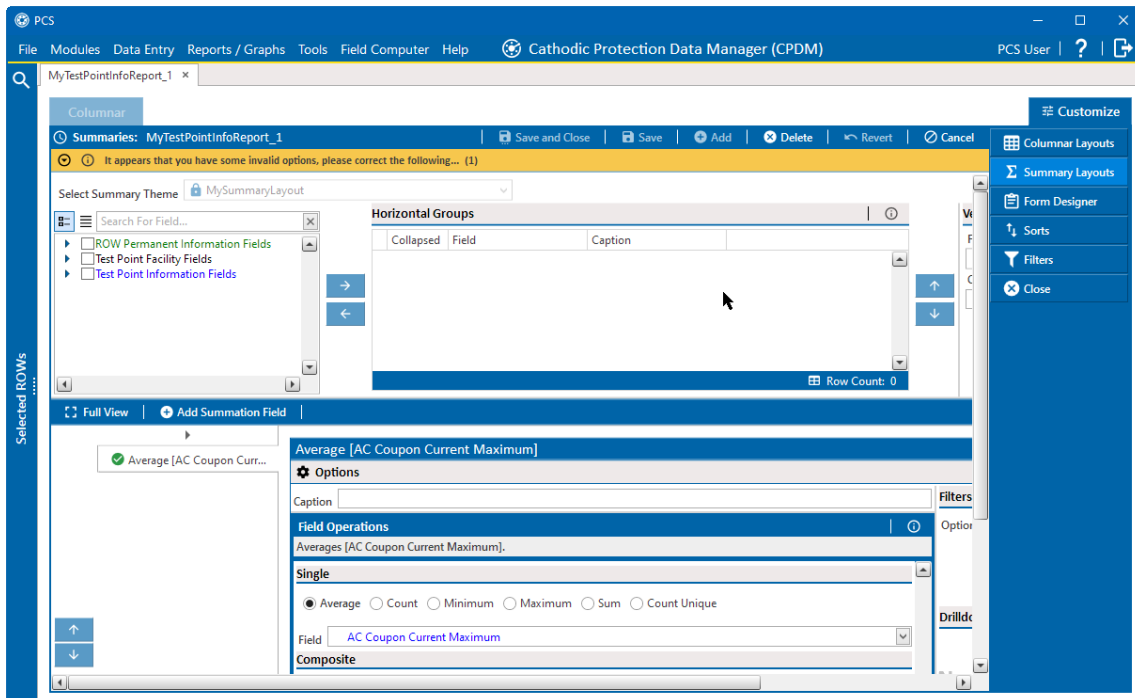 PCS
File Modules Data Entry Reports / Graphs Tools Field Computer Help Cathodic Protection Data Manager (CPDM) PCS User | ? |
MyTestPointInfoReport_1 ×
Columnar
Customize
Summaries: MyTestPointInfoReport_1 | Save and Close | Save | Add | Delete | Revert | Cancel
Columnar Layouts
It appears that you have some invalid options, please correct the following... (1)
Summary Layouts
Select Summary Theme MySummaryLayout
Form Designer
Search For Field...
Horizontal Groups
Sorts
ROW Permanent Information Fields
Collapsed Field Caption
Test Point Facility Fields
Filters
Test Point Information Fields
Close
Row Count: 0
Selected ROWs
Full View | Add Summation Field |
Average [AC Coupon Curr...
Average [AC Coupon Current Maximum]
Options
Caption
Filters
Field Operations
Averages [AC Coupon Current Maximum].
Single
Average Count Minimum Maximum Sum Count Unique
Field AC Coupon Current Maximum
Composite